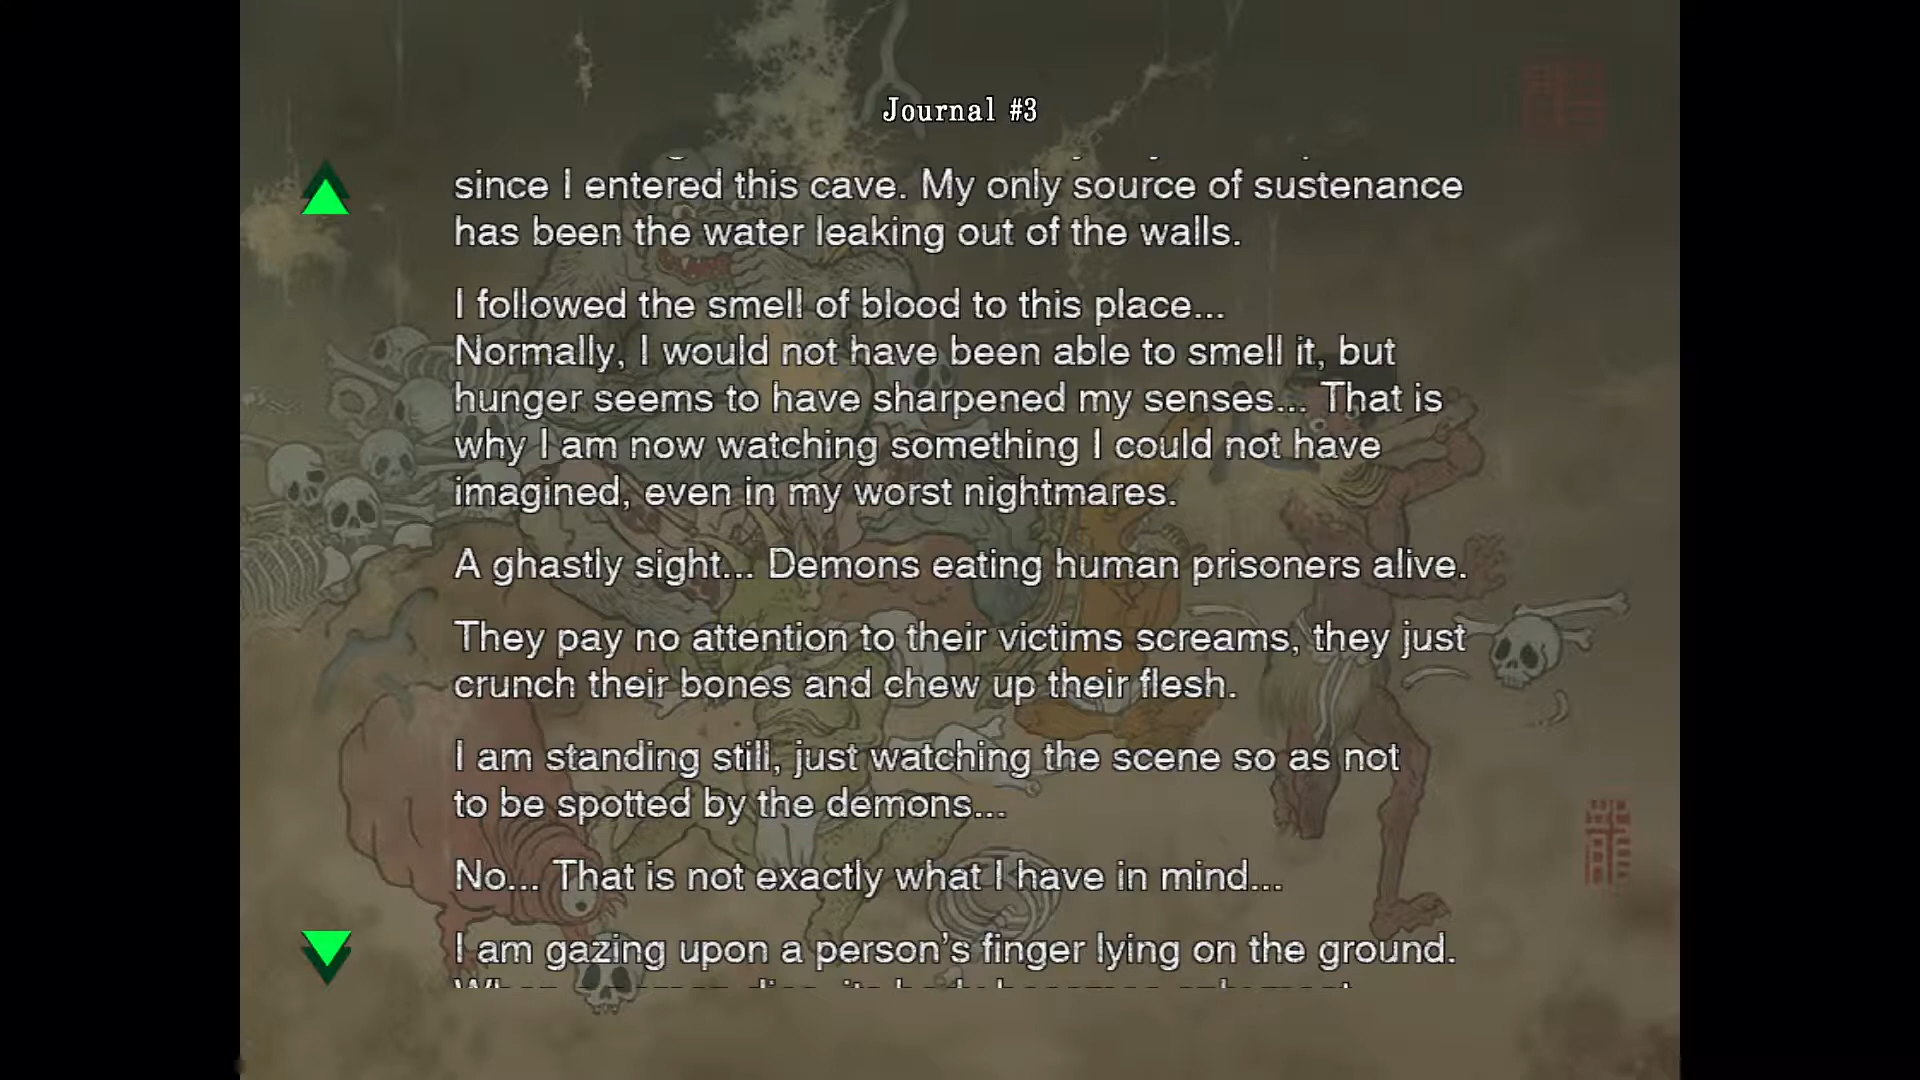 Journal #3
since I entered this cave. My only source of sustenance
has been the water leaking out of the walls.
I followed the smell of blood to this place...
Normally, I would not have been able to smell it, but
hunger seems to have sharpened my senses... That is
why I am now watching something I could not have
imagined, even in my worst nightmares.
A ghastly sight... Demons eating human prisoners alive.
They pay no attention to their victims screams, they just
crunch their bones and chew up their flesh.
I am standing still, just watching the scene so as not
to be spotted by the demons...
No... That is not exactly what I have in mind...
I am gazing upon a person's finger lying on the ground.